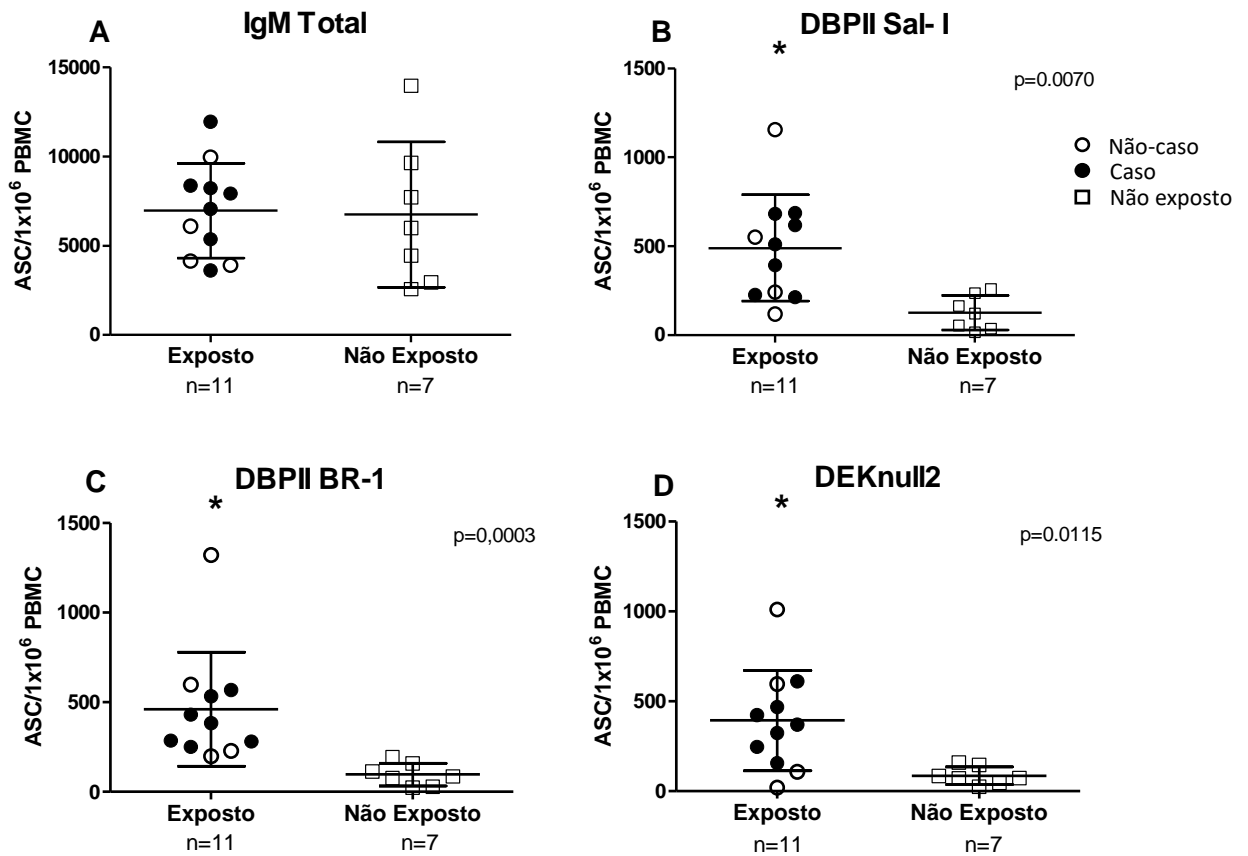 A
IgM Total
ASC/1x10⁶ PBMC
15000
10000
5000
0
Exposto
Não Exposto
n=11
n=7
B
DBPII Sal- I
*
p=0.0070
ASC/1x10⁶ PBMC
1500
1000
500
0
Exposto
Não Exposto
n=11
n=7
Não-caso
Caso
Não exposto
C
DBPII BR-1
*
p=0,0003
ASC/1x10⁶ PBMC
1500
1000
500
0
Exposto
Não Exposto
n=11
n=7
D
DEKnull2
*
p=0.0115
ASC/1x10⁶ PBMC
1500
1000
500
0
Exposto
Não Exposto
n=11
n=7